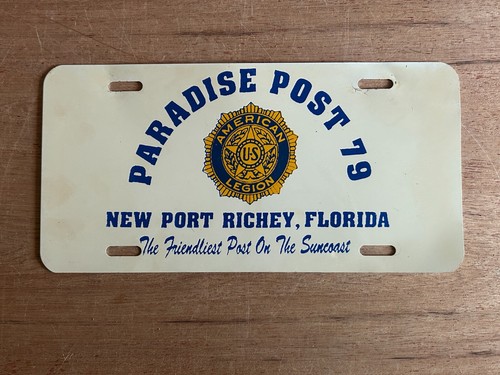 PARADISE POST 79
AMERICAN
U·S
LEGION
NEW PORT RICHEY, FLORIDA
The Friendliest Post On The Suncoast